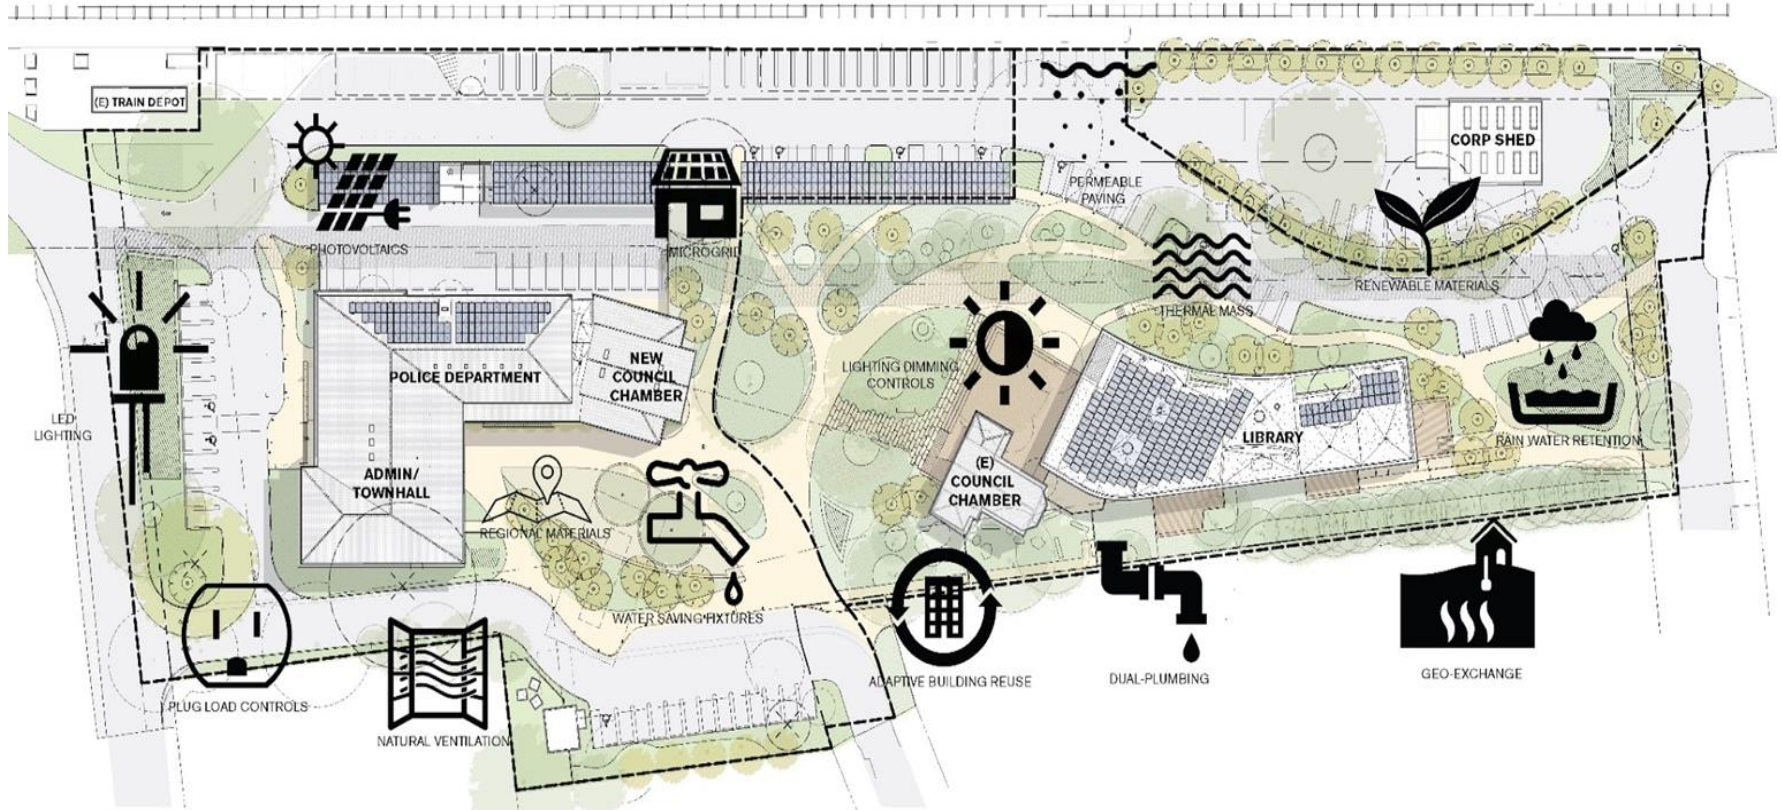 (E) TRAIN DEPOT
CORP SHED
PERMEABLE
PAVING
PHOTOVOLTAICS
MICROGRID
RENEWABLE MATERIALS
THERMAL MASS
NEW
COUNCIL
CHAMBER
POLICE DEPARTMENT
LIGHTING DIMMING
CONTROLS
LED
LIGHTING
LIBRARY
RAIN WATER RETENTION
ADMIN/
TOWNHALL
(E)
COUNCIL
CHAMBER
REGIONAL MATERIALS
WATER SAVING FIXTURES
ADAPTIVE BUILDING REUSE
DUAL-PLUMBING
GEO-EXCHANGE
PLUG LOAD CONTROLS
NATURAL VENTILATION